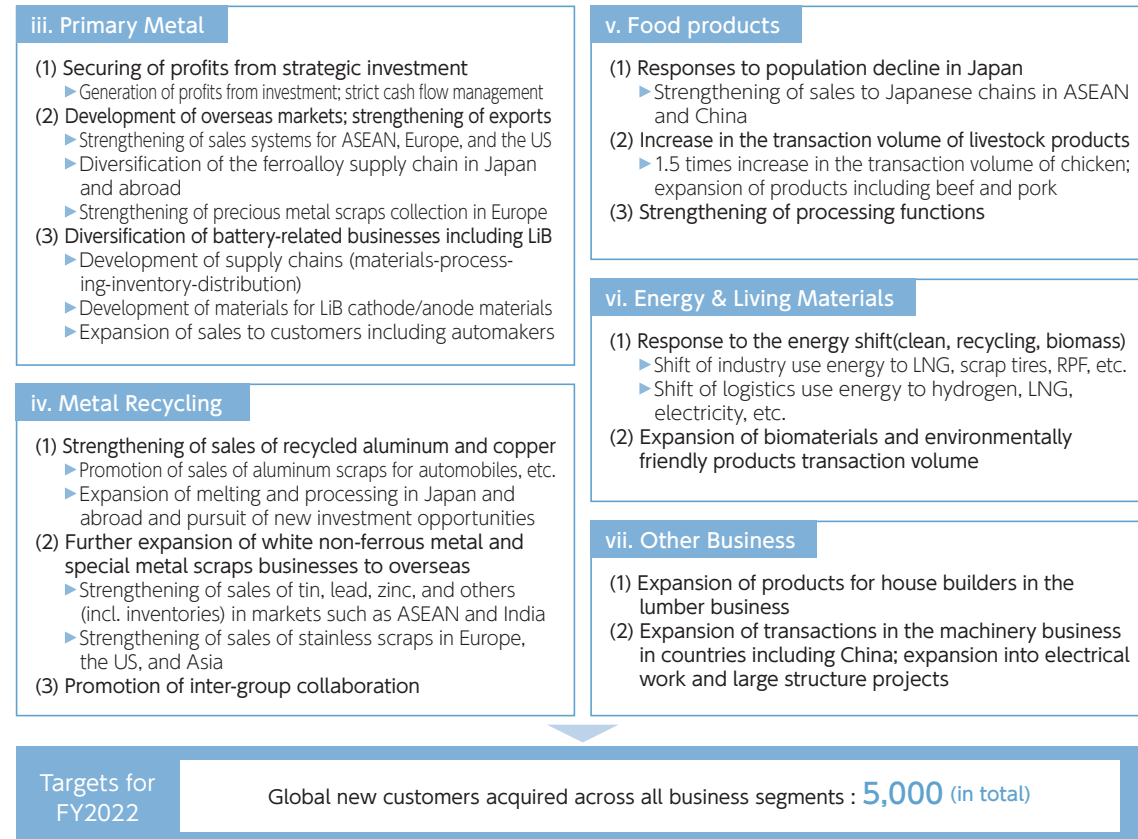 iii. Primary Metal
(1) Securing of profits from strategic investment
▶Generation of profits from investment; strict cash flow management
(2) Development of overseas markets; strengthening of exports
▶Strengthening of sales systems for ASEAN, Europe, and the US
▶Diversification of the ferroalloy supply chain in Japan
and abroad
▶Strengthening of precious metal scraps collection in Europe
(3) Diversification of battery-related businesses including LiB
▶Development of supply chains (materials-process-
ing-inventory-distribution)
▶Development of materials for LiB cathode/anode materials
▶Expansion of sales to customers including automakers
iv. Metal Recycling
(1) Strengthening of sales of recycled aluminum and copper
▶Promotion of sales of aluminum scraps for automobiles, etc.
▶Expansion of melting and processing in Japan and
abroad and pursuit of new investment opportunities
(2) Further expansion of white non-ferrous metal and
special metal scraps businesses to overseas
▶Strengthening of sales of tin, lead, zinc, and others
(incl. inventories) in markets such as ASEAN and India
▶Strengthening of sales of stainless scraps in Europe,
the US, and Asia
(3) Promotion of inter-group collaboration
v. Food products
(1) Responses to population decline in Japan
▶Strengthening of sales to Japanese chains in ASEAN
and China
(2) Increase in the transaction volume of livestock products
▶1.5 times increase in the transaction volume of chicken;
expansion of products including beef and pork
(3) Strengthening of processing functions
vi. Energy & Living Materials
(1) Response to the energy shift(clean, recycling, biomass)
▶Shift of industry use energy to LNG, scrap tires, RPF, etc.
▶Shift of logistics use energy to hydrogen, LNG,
electricity, etc.
(2) Expansion of biomaterials and environmentally
friendly products transaction volume
vii. Other Business
(1) Expansion of products for house builders in the
lumber business
(2) Expansion of transactions in the machinery business
in countries including China; expansion into electrical
work and large structure projects
Targets for
FY2022
Global new customers acquired across all business segments : 5,000 (in total)